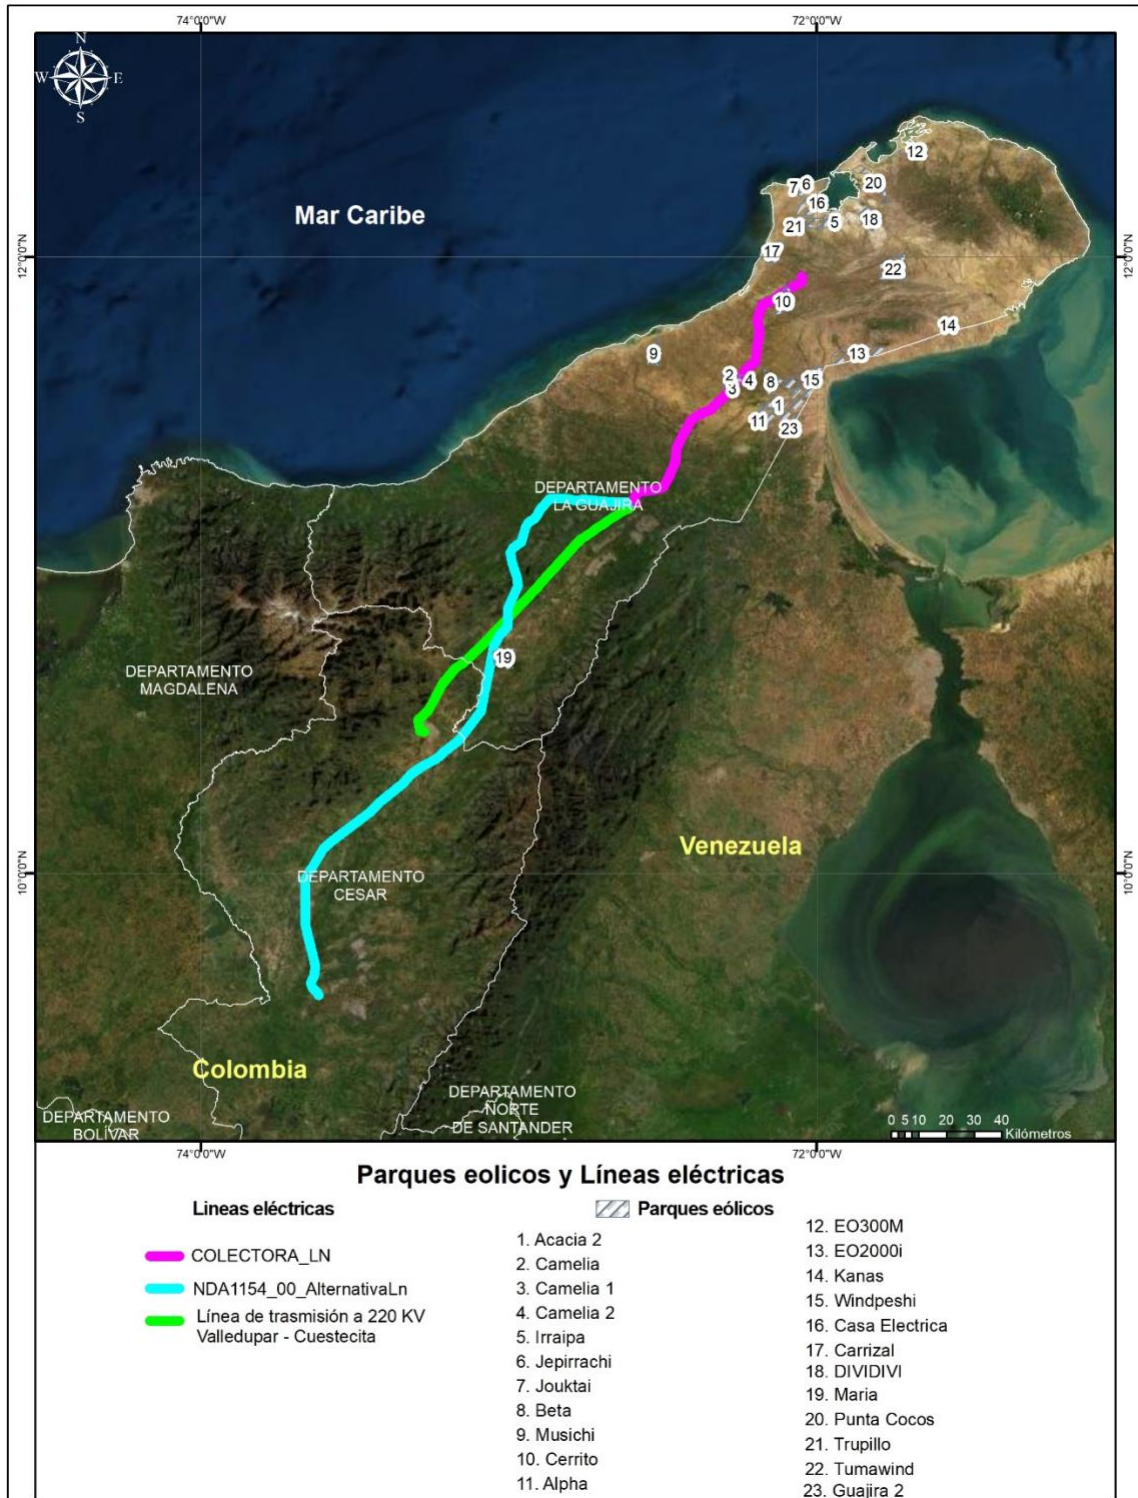 74°0'0"W
72°0'0"W
N
W
E
S
12
7
6
20
16
5
18
21
Mar Caribe
17
12°0'0"N
12°0'0"N
22
10
14
9
13
2
4
8
15
3
1
11
23
DEPARTAMENTO
LA GUAJIRA
19
DEPARTAMENTO
MAGDALENA
Venezuela
10°0'0"N
10°0'0"N
DEPARTAMENTO
CESAR
Colombia
DEPARTAMENTO
NORTE
DE SANTANDER
DEPARTAMENTO
BOLÍVAR
0 5 10 20 30 40
Kilómetros
74°0'0"W
72°0'0"W
Parques eolicos y Líneas eléctricas
Lineas eléctricas
COLECTORA_LN
NDA1154_00_AlternativaLn
Línea de trasmisión a 220 KV
Valledupar - Cuestecita
Parques eólicos
1. Acacia 2
2. Camelia
3. Camelia 1
4. Camelia 2
5. Irraipa
6. Jepirrachi
7. Jouktai
8. Beta
9. Musichi
10. Cerrito
11. Alpha
12. EO300M
13. EO2000i
14. Kanas
15. Windpeshi
16. Casa Electrica
17. Carrizal
18. DIVIDIVI
19. Maria
20. Punta Cocos
21. Trupillo
22. Tumawind
23. Guajira 2